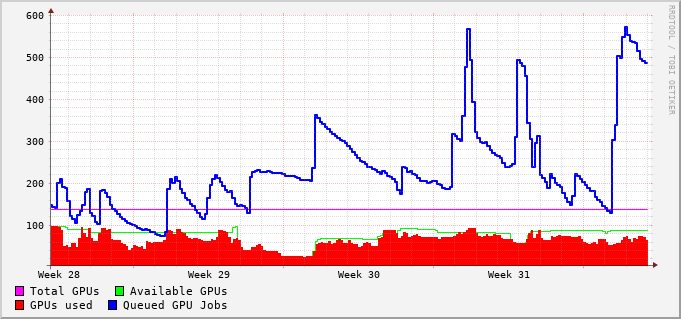 600
500
400
300
200
100
Week 28 Week 29 Week 30 Week 31
Total GPUs Available GPUs
GPUs used Queued GPU Jobs
RRDTOOL / TOBI OETIKER